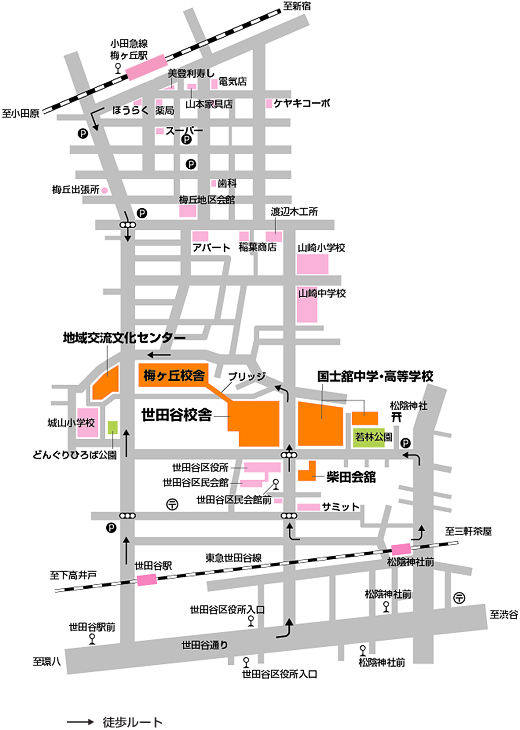 至新宿
小田急線
梅ヶ丘駅
美登利寿し
電気店
至小田原
ほうらく
薬局
山本家具店
ケヤキコーポ
スーパー
P
P
P
歯科
梅丘出張所
梅丘地区会館
P
渡辺木工所
アパート
稲葉商店
山崎小学校
山崎中学校
地域交流文化センター
梅ヶ丘校舎
ブリッジ
国士舘中学・高等学校
世田谷校舎
松陰神社
城山小学校
若林公園
どんぐりひろば公園
P
世田谷区役所
世田谷区民会館
柴田会舘
世田谷区民会館前
〒
サミット
P
至三軒茶屋
東急世田谷線
世田谷駅
松陰神社前
至下高井戸
松陰神社前
〒
世田谷区役所入口
至渋谷
世田谷駅前
世田谷通り
至環八
松陰神社前
世田谷区役所入口
徒歩ルート